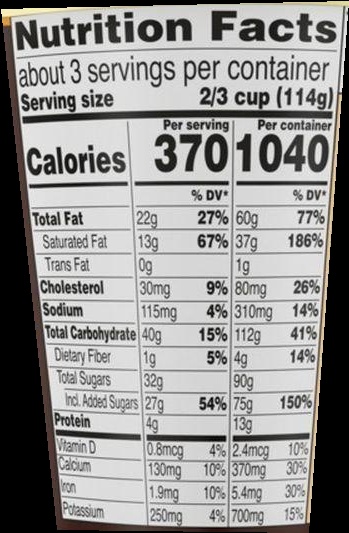 Nutrition Facts
about 3 servings per container
Serving size 2/3 cup (114g)
Per serving Per container
Calories 370 1040
% DV* % DV*
Total Fat 22g 27% 60g 77%
Saturated Fat 13g 67% 37g 186%
Trans Fat 0g 1g
Cholesterol 30mg 9% 80mg 26%
Sodium 115mg 4% 310mg 14%
Total Carbohydrate 40g 15% 112g 41%
Dietary Fiber 1g 5% 4g 14%
Total Sugars 32g 90g
Incl. Added Sugars 27g 54% 75g 150%
Protein 4g 13g
Vitamin D 0.8mcg 4% 2.4mcg 10%
Calcium 130mg 10% 370mg 30%
Iron 1.9mg 10% 5.4mg 30%
Potassium 250mg 4% 700mg 15%